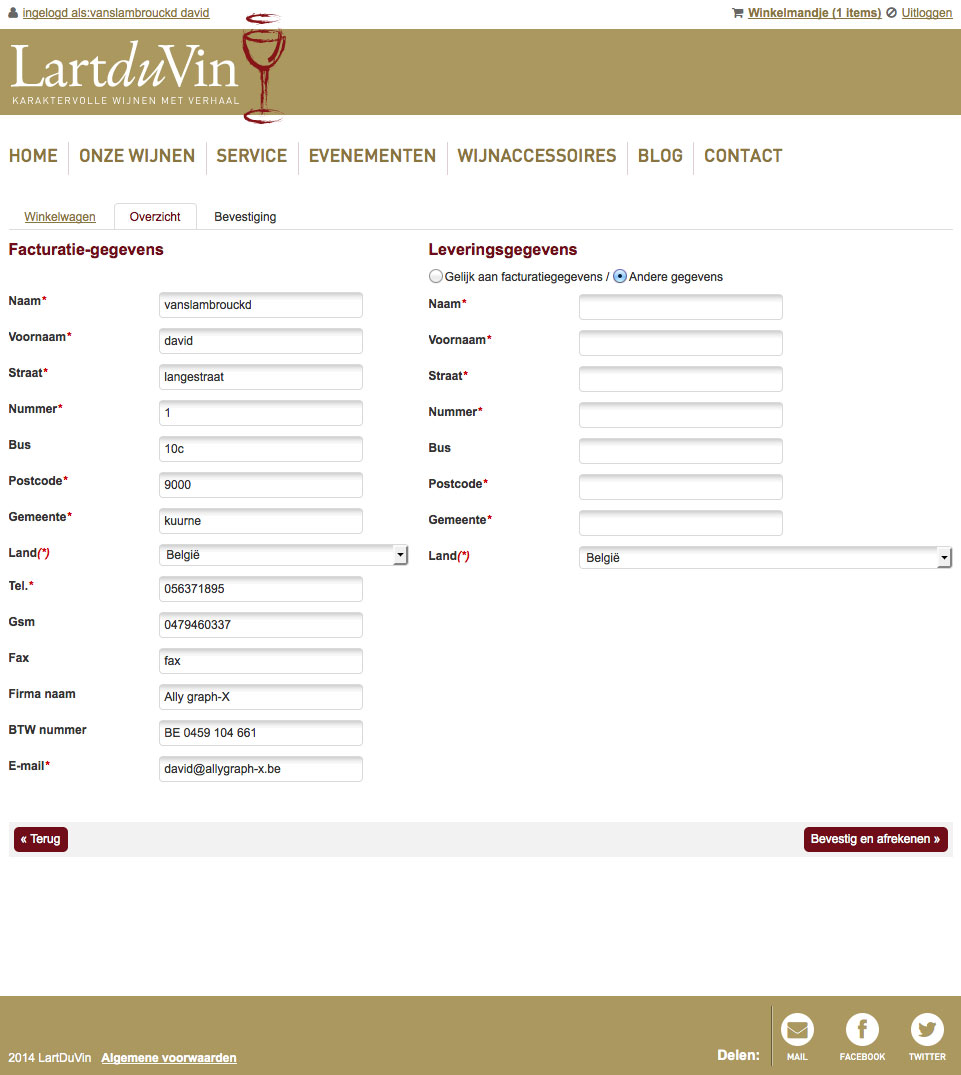 ingelogd als:vanslambrouckd david
Winkelmandje (1 items) Uitloggen
LartduVin
KARAKTERVOLLE WIJNEN MET VERHAAL
HOME ONZE WIJNEN SERVICE EVENEMENTEN WIJNACCESSOIRES BLOG CONTACT
Winkelwagen Overzicht Bevestiging
Facturatie-gegevens
Naam* vanslambrouckd
Voornaam* david
Straat* langestraat
Nummer* 1
Bus 10c
Postcode* 9000
Gemeente* kuurne
Land(*) België
Tel.* 056371895
Gsm 0479460337
Fax fax
Firma naam Ally graph-X
BTW nummer BE 0459 104 661
E-mail* david@allygraph-x.be
Leveringsgegevens
Gelijk aan facturatiegegevens / Andere gegevens
Naam*
Voornaam*
Straat*
Nummer*
Bus
Postcode*
Gemeente*
Land(*) België
« Terug
Bevestig en afrekenen »
2014 LartDuVin Algemene voorwaarden
Delen:
MAIL FACEBOOK TWITTER